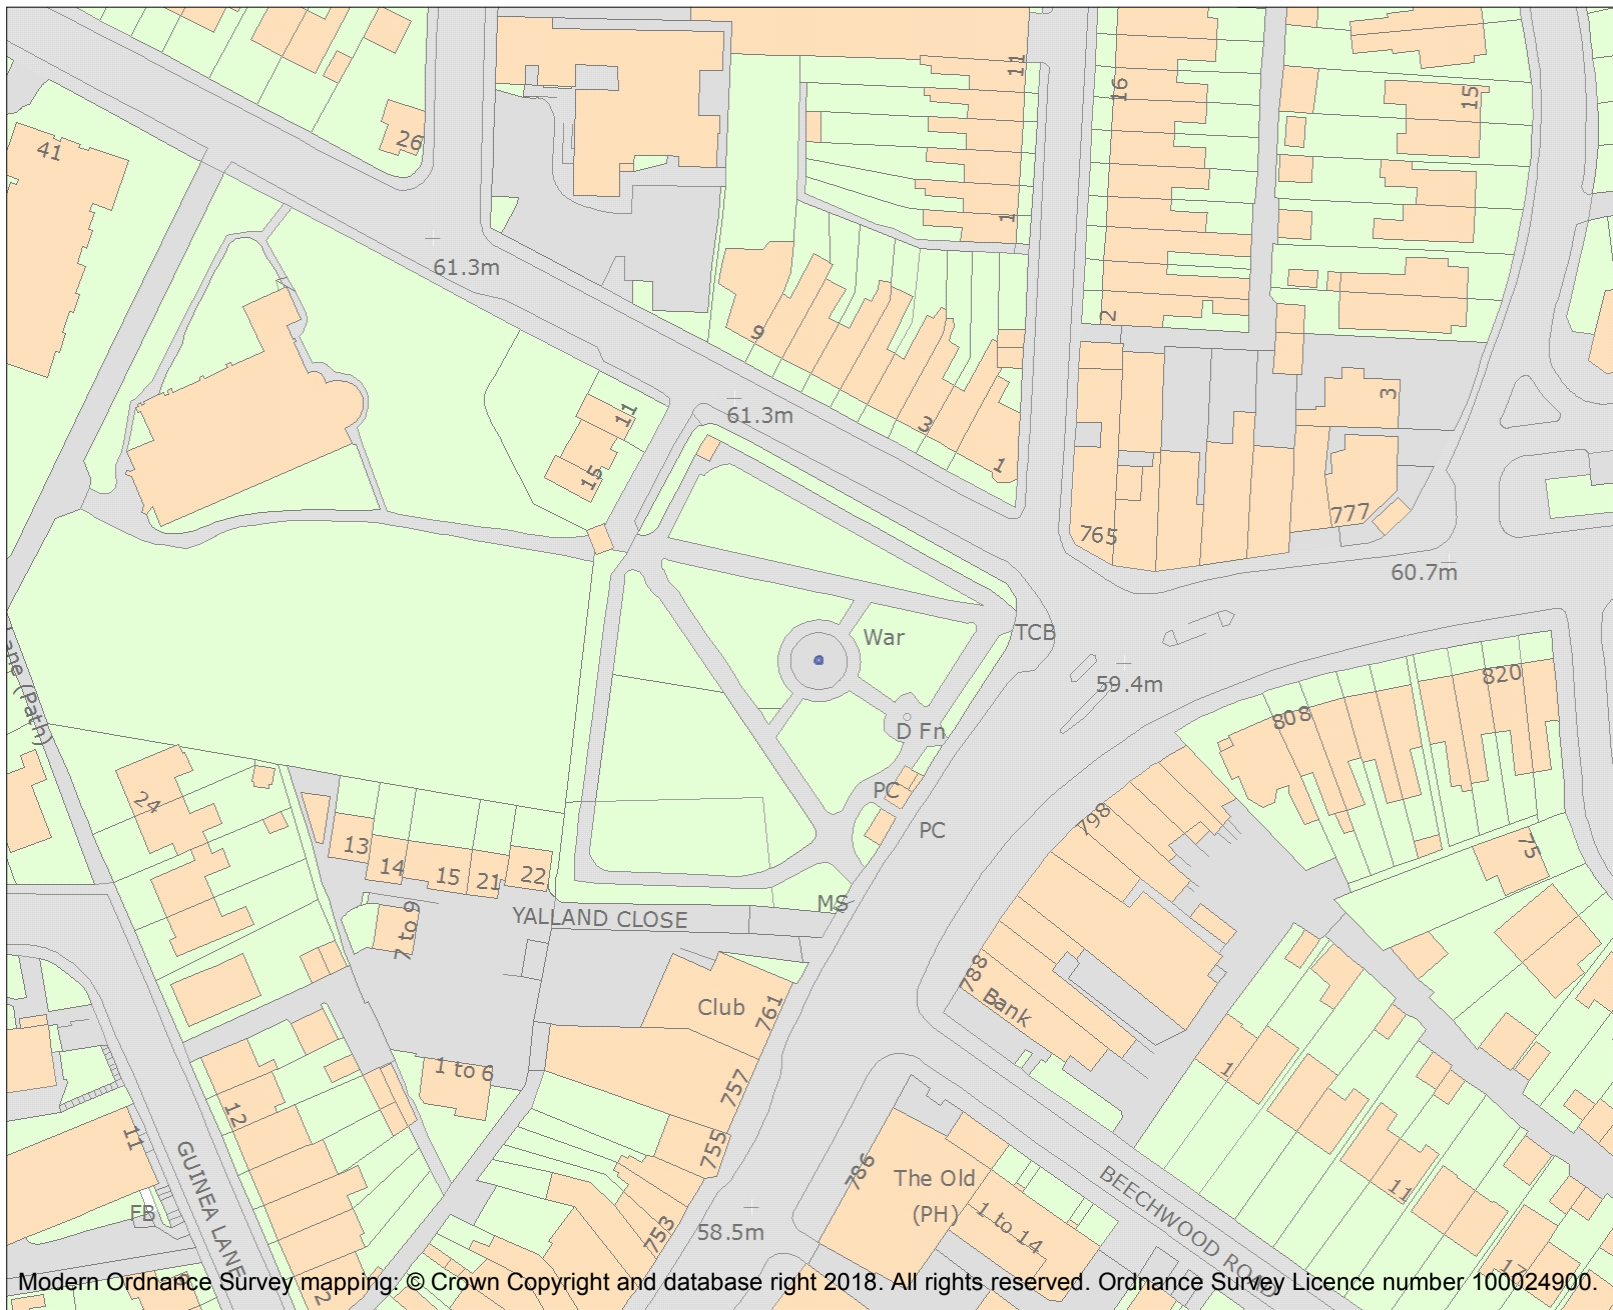 41
26
11
16
15
1
61.3m
9
2
61.3m
11
3
3
1
15
777
765
60.7m
War
TCB
59.4m
ane (Path)
820
808
D Fn
PC
PC
24
798
75
13
14
15
21
22
MS
YALLAND CLOSE
7 to 9
788
Bank
Club
761
1 to 6
757
1
12
11
755
GUINEA LANE
786
The Old
(PH)
BEECHWOOD ROAD
11
1 to 14
FB
753
58.5m
17
2
Modern Ordnance Survey mapping: © Crown Copyright and database right 2018. All rights reserved. Ordnance Survey Licence number 100024900.